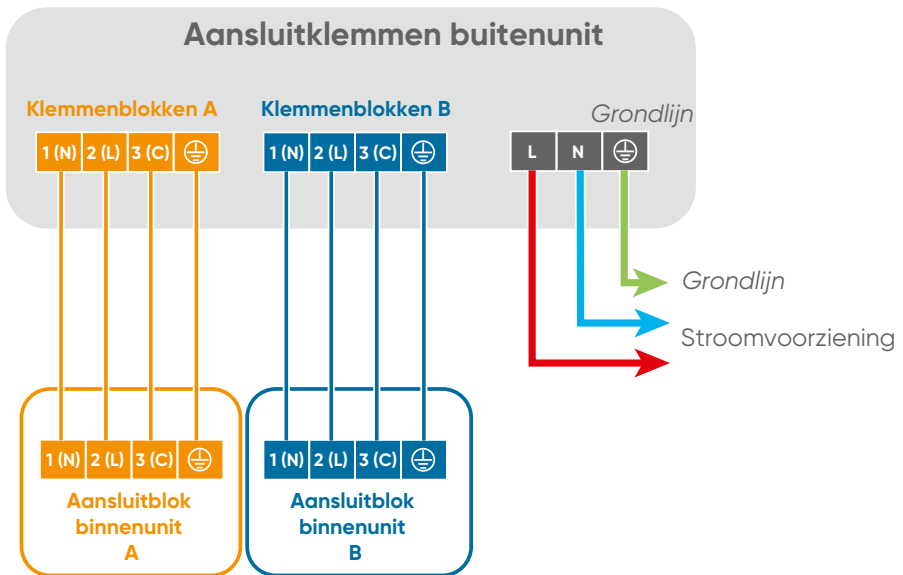 Aansluitklemmen buitenunit
Klemmenblokken A
Klemmenblokken B
Grondlijn
1 (N) 2 (L) 3 (C)
1 (N) 2 (L) 3 (C)
L N
Grondlijn
Stroomvoorziening
1 (N) 2 (L) 3 (C)
Aansluitblok
binnenunit
A
1 (N) 2 (L) 3 (C)
Aansluitblok
binnenunit
B